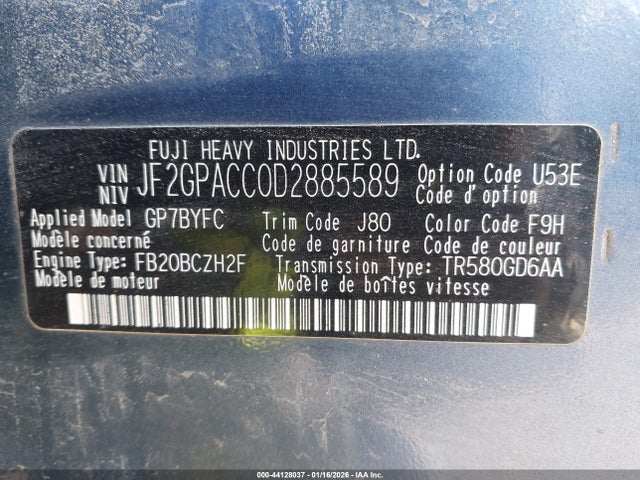 FUJI HEAVY INDUSTRIES LTD.
VIN NIV JF2GPACC0D2885589 Option Code U53E
Code d'option
Applied Model GP7BYFC Trim Code J80 Color Code F9H
Modèle concerné Code de garniture Code de couleur
Engine Type: FB20BCZH2F Transmission Type: TR580GD6AA
Modèle de moteur Modèle de boîtes vitesse
000-44128037 - 01/16/2026 - IAA Corp.